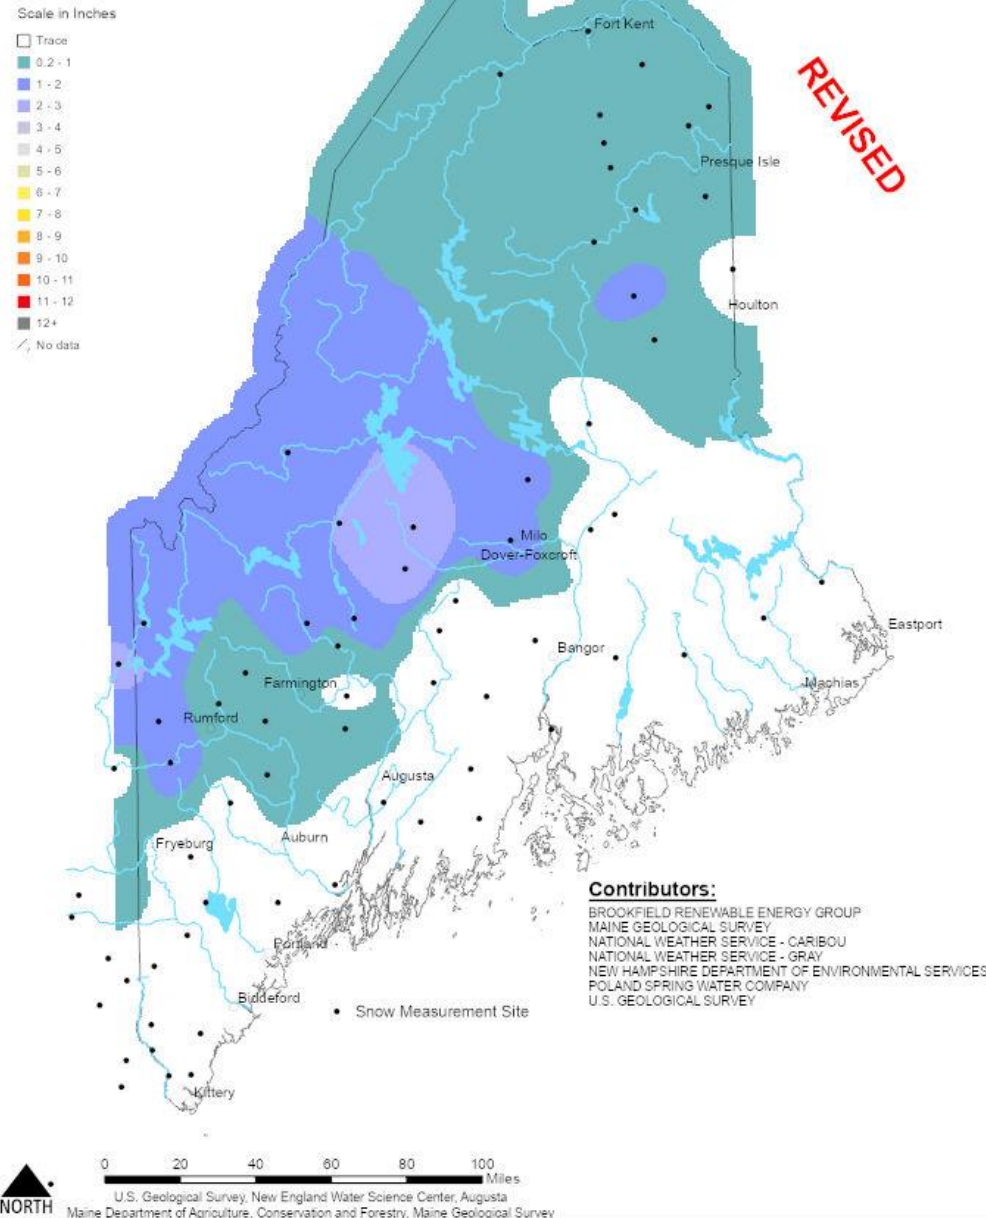 Scale in Inches
Trace
0.2 - 1
1 - 2
2 - 3
3 - 4
4 - 5
5 - 6
6 - 7
7 - 8
8 - 9
9 - 10
10 - 11
11 - 12
12+
No data
REVISED
Fort Kent
Presque Isle
Houlton
Milo
Dover-Foxcroft
Eastport
Bangor
Machias
Farmington
Rumford
Augusta
Auburn
Fryeburg
Portland
Biddeford
Kittery
Snow Measurement Site
Contributors:
BROOKFIELD RENEWABLE ENERGY GROUP
MAINE GEOLOGICAL SURVEY
NATIONAL WEATHER SERVICE - CARIBOU
NATIONAL WEATHER SERVICE - GRAY
NEW HAMPSHIRE DEPARTMENT OF ENVIRONMENTAL SERVICES
POLAND SPRING WATER COMPANY
U.S. GEOLOGICAL SURVEY
0 20 40 60 80 100
Miles
NORTH
U.S. Geological Survey, New England Water Science Center, Augusta
Maine Department of Agriculture, Conservation and Forestry, Maine Geological Survey